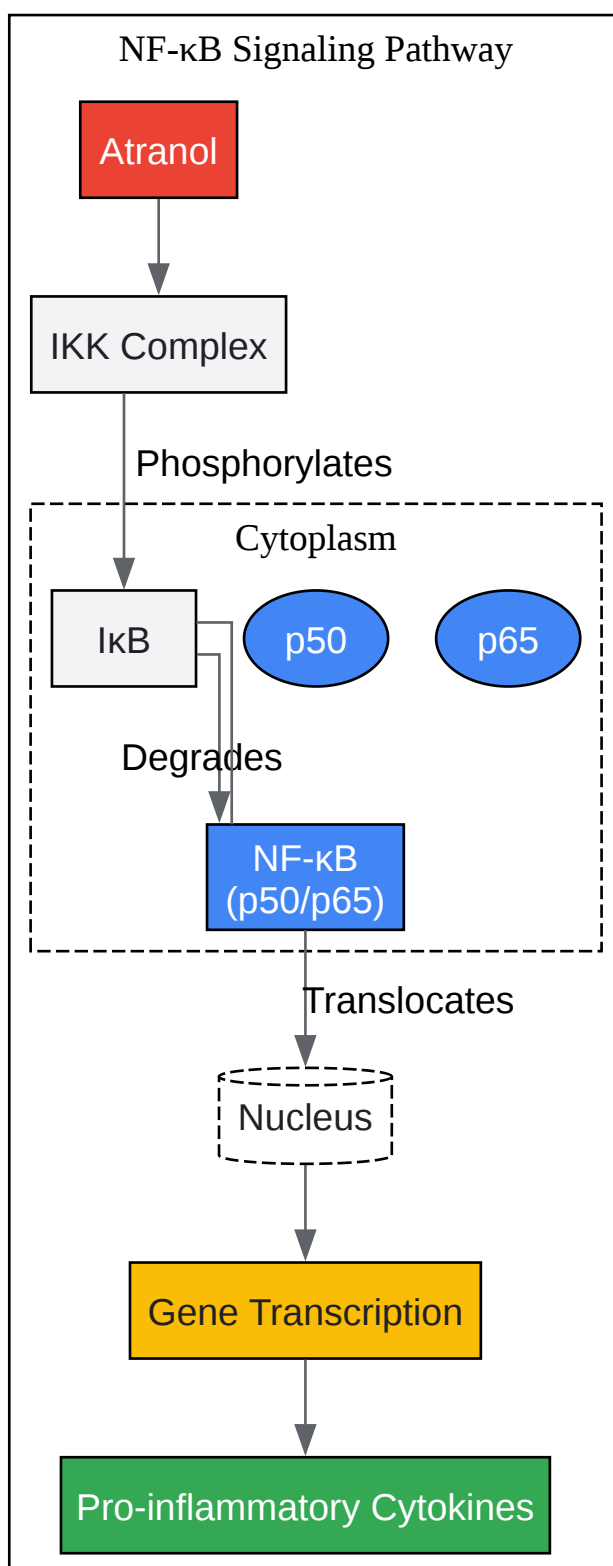 NF-κB Signaling Pathway
Atranol
IKK Complex
Phosphorylates
Cytoplasm
IκB
p50
p65
Degrades
NF-κB
(p50/p65)
Translocates
Nucleus
Gene Transcription
Pro-inflammatory Cytokines